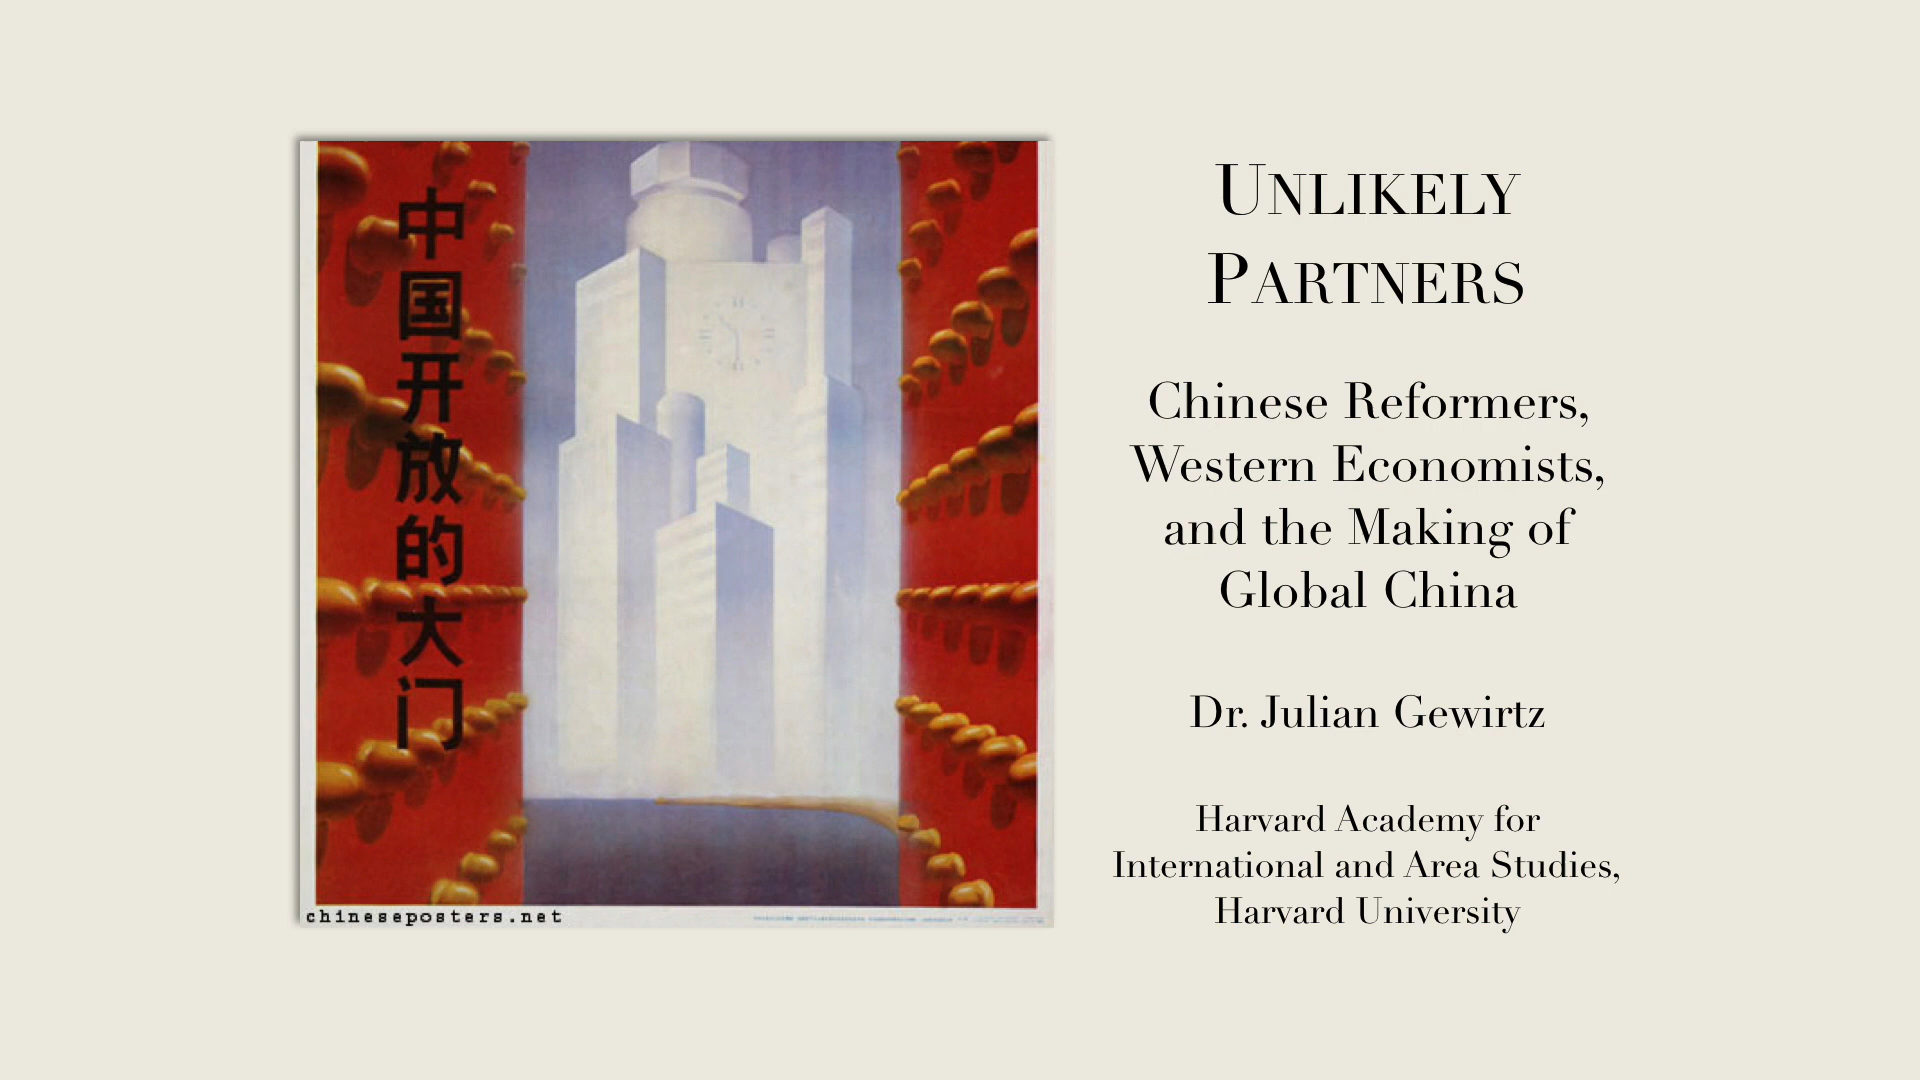 中国开放的大门
chineseposters.net
UNLIKELY
PARTNERS
Chinese Reformers,
Western Economists,
and the Making of
Global China
Dr. Julian Gewirtz
Harvard Academy for
International and Area Studies,
Harvard University